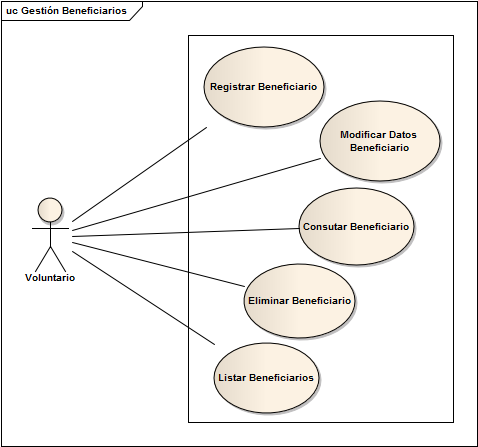 uc Gestión Beneficiarios
Registrar Beneficiario
Modificar Datos
Beneficiario
Consutar Beneficiario
Voluntario
Eliminar Beneficiario
Listar Beneficiarios